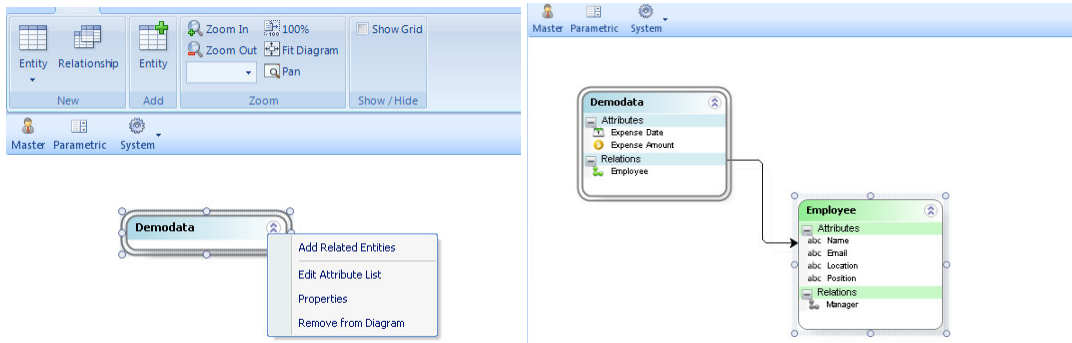 Zoom In
100%
Show Grid
Zoom Out
Fit Diagram
Entity
Relationship
Entity
Pan
New
Add
Zoom
Show / Hide
Master
Parametric
System
Demodata
Add Related Entities
Edit Attribute List
Properties
Remove from Diagram
Master
Parametric
System
Demodata
Attributes
Expense Date
Expense Amount
Relations
Employee
Employee
Attributes
abc Name
abc Email
abc Location
abc Position
Relations
Manager